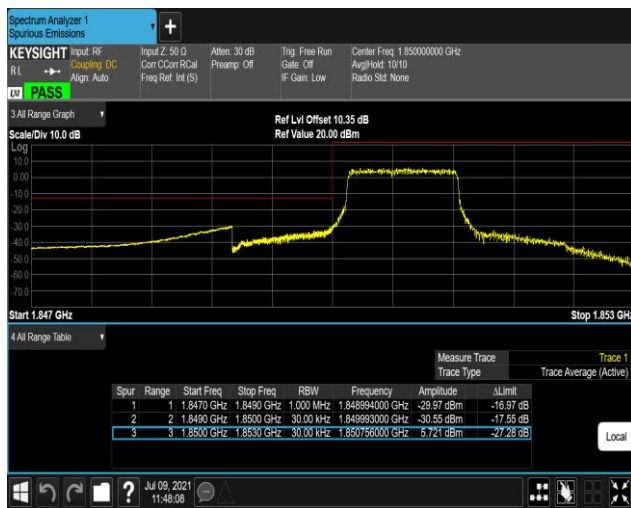 Spectrum Analyzer 1
Spurious Emissions
+
KEYSIGHT
RL
LXI PASS
Input: RF
Coupling: DC
Align: Auto
Input Z: 50 Ω
Corr CCorr RCal
Freq Ref: Int (S)
Atten: 30 dB
Preamp: Off
Trig: Free Run
Gate: Off
IF Gain: Low
Center Freq: 1.850000000 GHz
Avg|Hold: 10/10
Radio Std: None
3 All Range Graph
Scale/Div 10.0 dB
Ref Lvl Offset 10.35 dB
Ref Value 20.00 dBm
Log
10.0
0.00
-10.0
-20.0
-30.0
-40.0
-50.0
-60.0
-70.0
Start 1.847 GHz
Stop 1.853 GHz
4 All Range Table
Measure Trace Trace 1
Trace Type Trace Average (Active)
Spur Range Start Freq Stop Freq RBW Frequency Amplitude ΔLimit
1 1 1.8470 GHz 1.8490 GHz 1.000 MHz 1.848994000 GHz -29.97 dBm -16.97 dB
2 2 1.8490 GHz 1.8500 GHz 30.00 kHz 1.849993000 GHz -30.55 dBm -17.55 dB
3 3 1.8500 GHz 1.8530 GHz 30.00 kHz 1.850756000 GHz 5.721 dBm -27.28 dB
Local
?
Jul 09, 2021
11:48:08